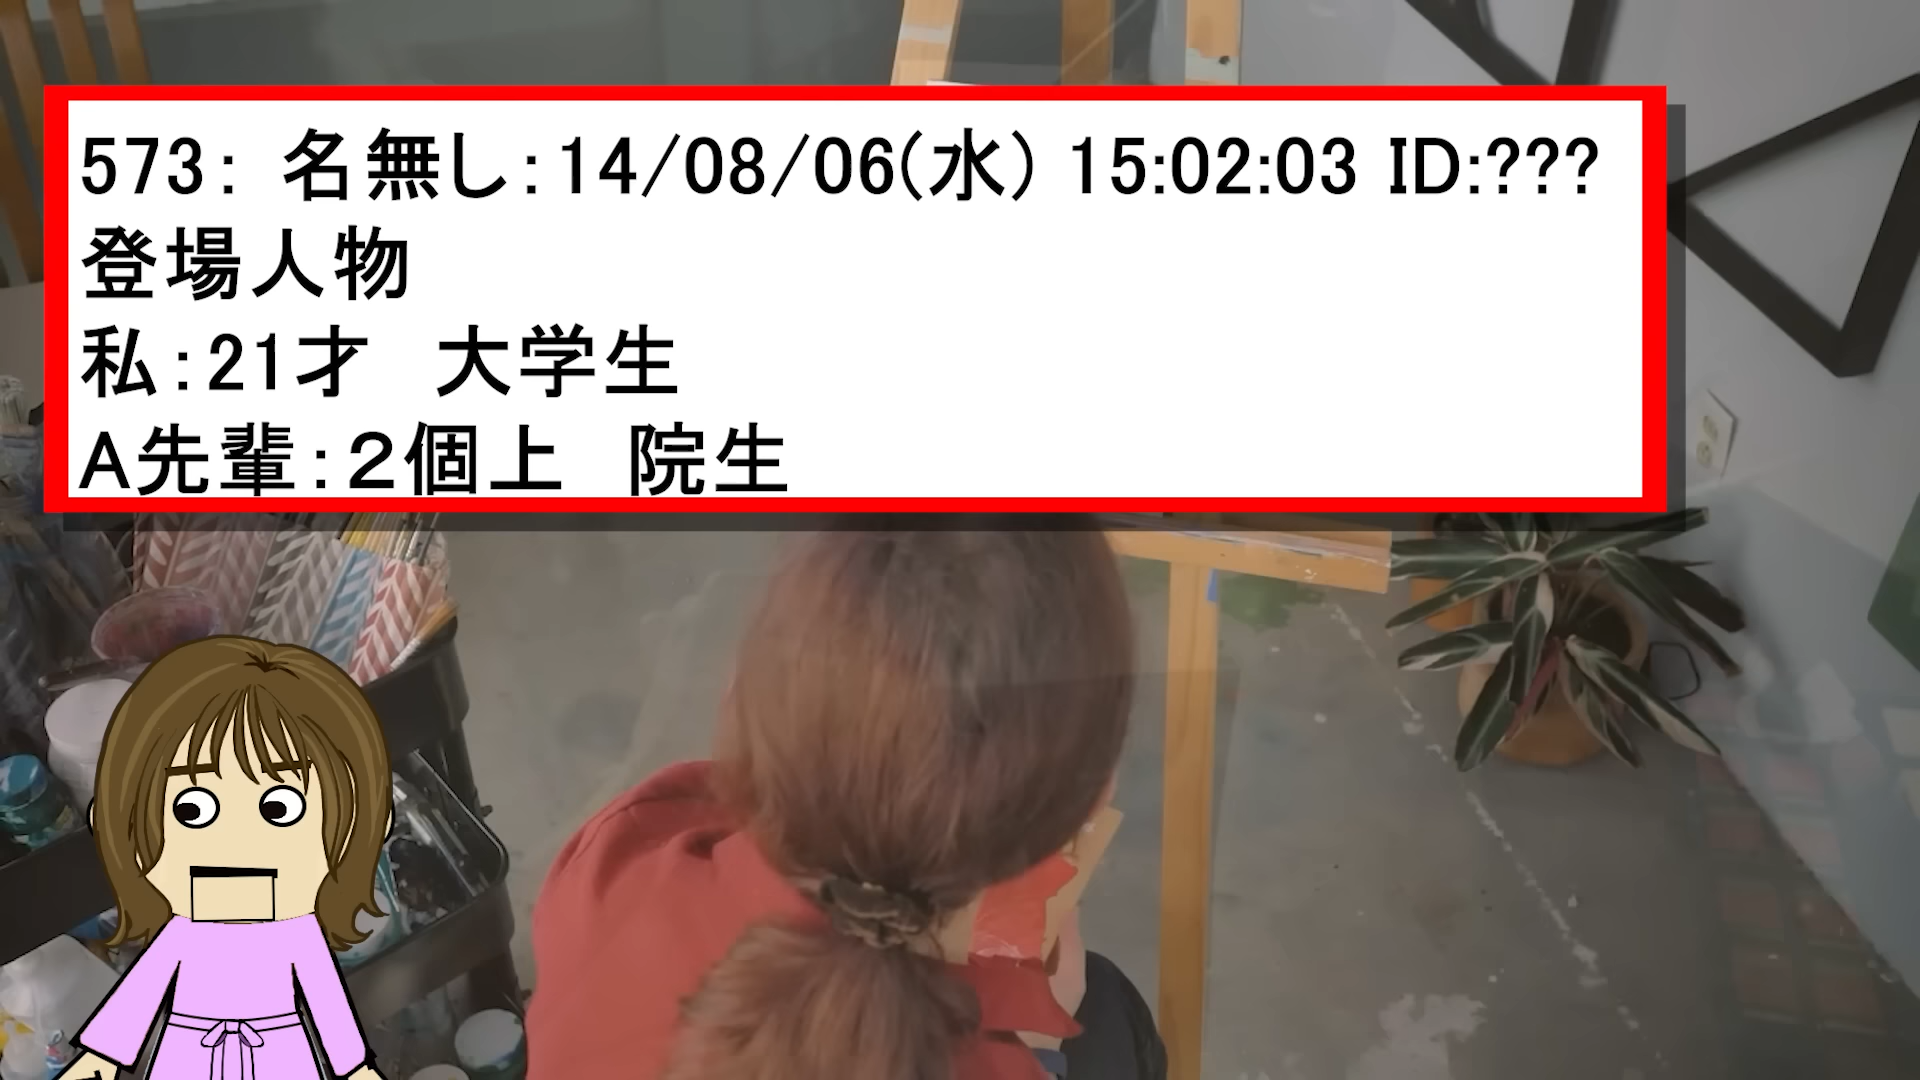 573： 名無し：14/08/06(水) 15:02:03 ID:???
登場人物
私：21才　大学生
A先輩：２個上　院生